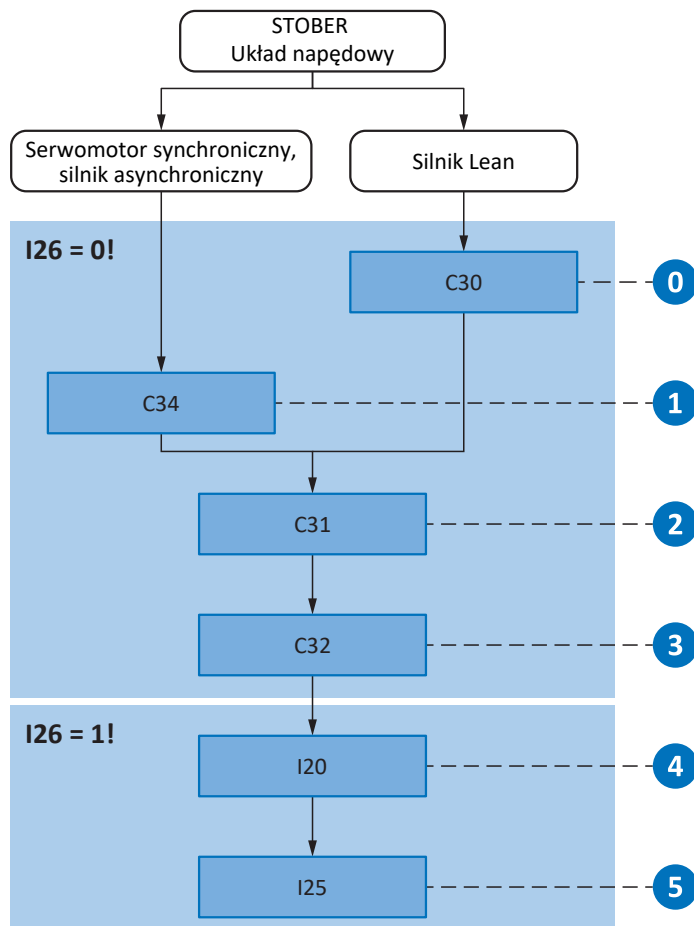 STOBER
Układ napędowy
Serwomotor synchroniczny,
silnik asynchroniczny
Silnik Lean
I26 = 0!
C30
0
C34
1
C31
2
C32
3
I26 = 1!
I20
4
I25
5